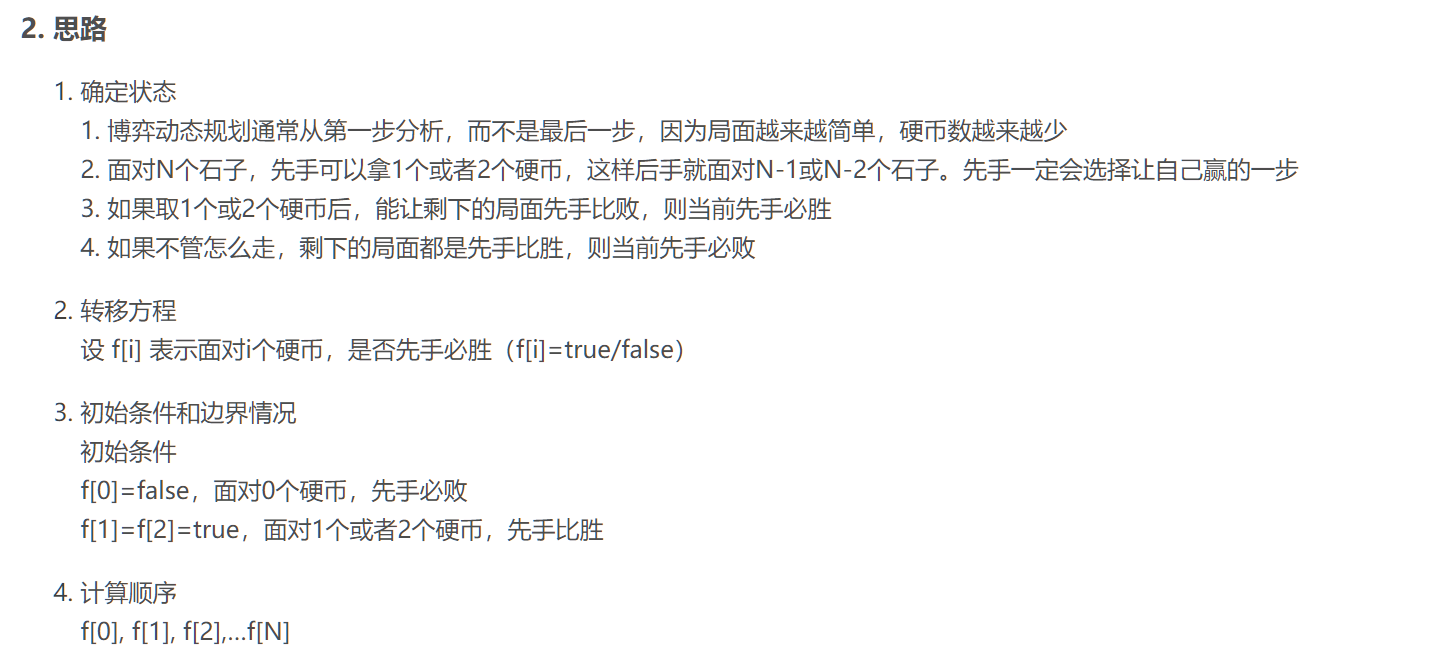 2. 思路
1. 确定状态
1. 博弈动态规划通常从第一步分析，而不是最后一步，因为局面越来越简单，硬币数越来越少
2. 面对N个石子，先手可以拿1个或者2个硬币，这样后手就面对N-1或N-2个石子。先手一定会选择让自己赢的一步
3. 如果取1个或2个硬币后，能让剩下的局面先手比败，则当前先手必胜
4. 如果不管怎么走，剩下的局面都是先手比胜，则当前先手必败
2. 转移方程
设 f[i] 表示面对i个硬币，是否先手必胜（f[i]=true/false）
3. 初始条件和边界情况
初始条件
f[0]=false，面对0个硬币，先手必败
f[1]=f[2]=true，面对1个或者2个硬币，先手比胜
4. 计算顺序
f[0], f[1], f[2],...f[N]